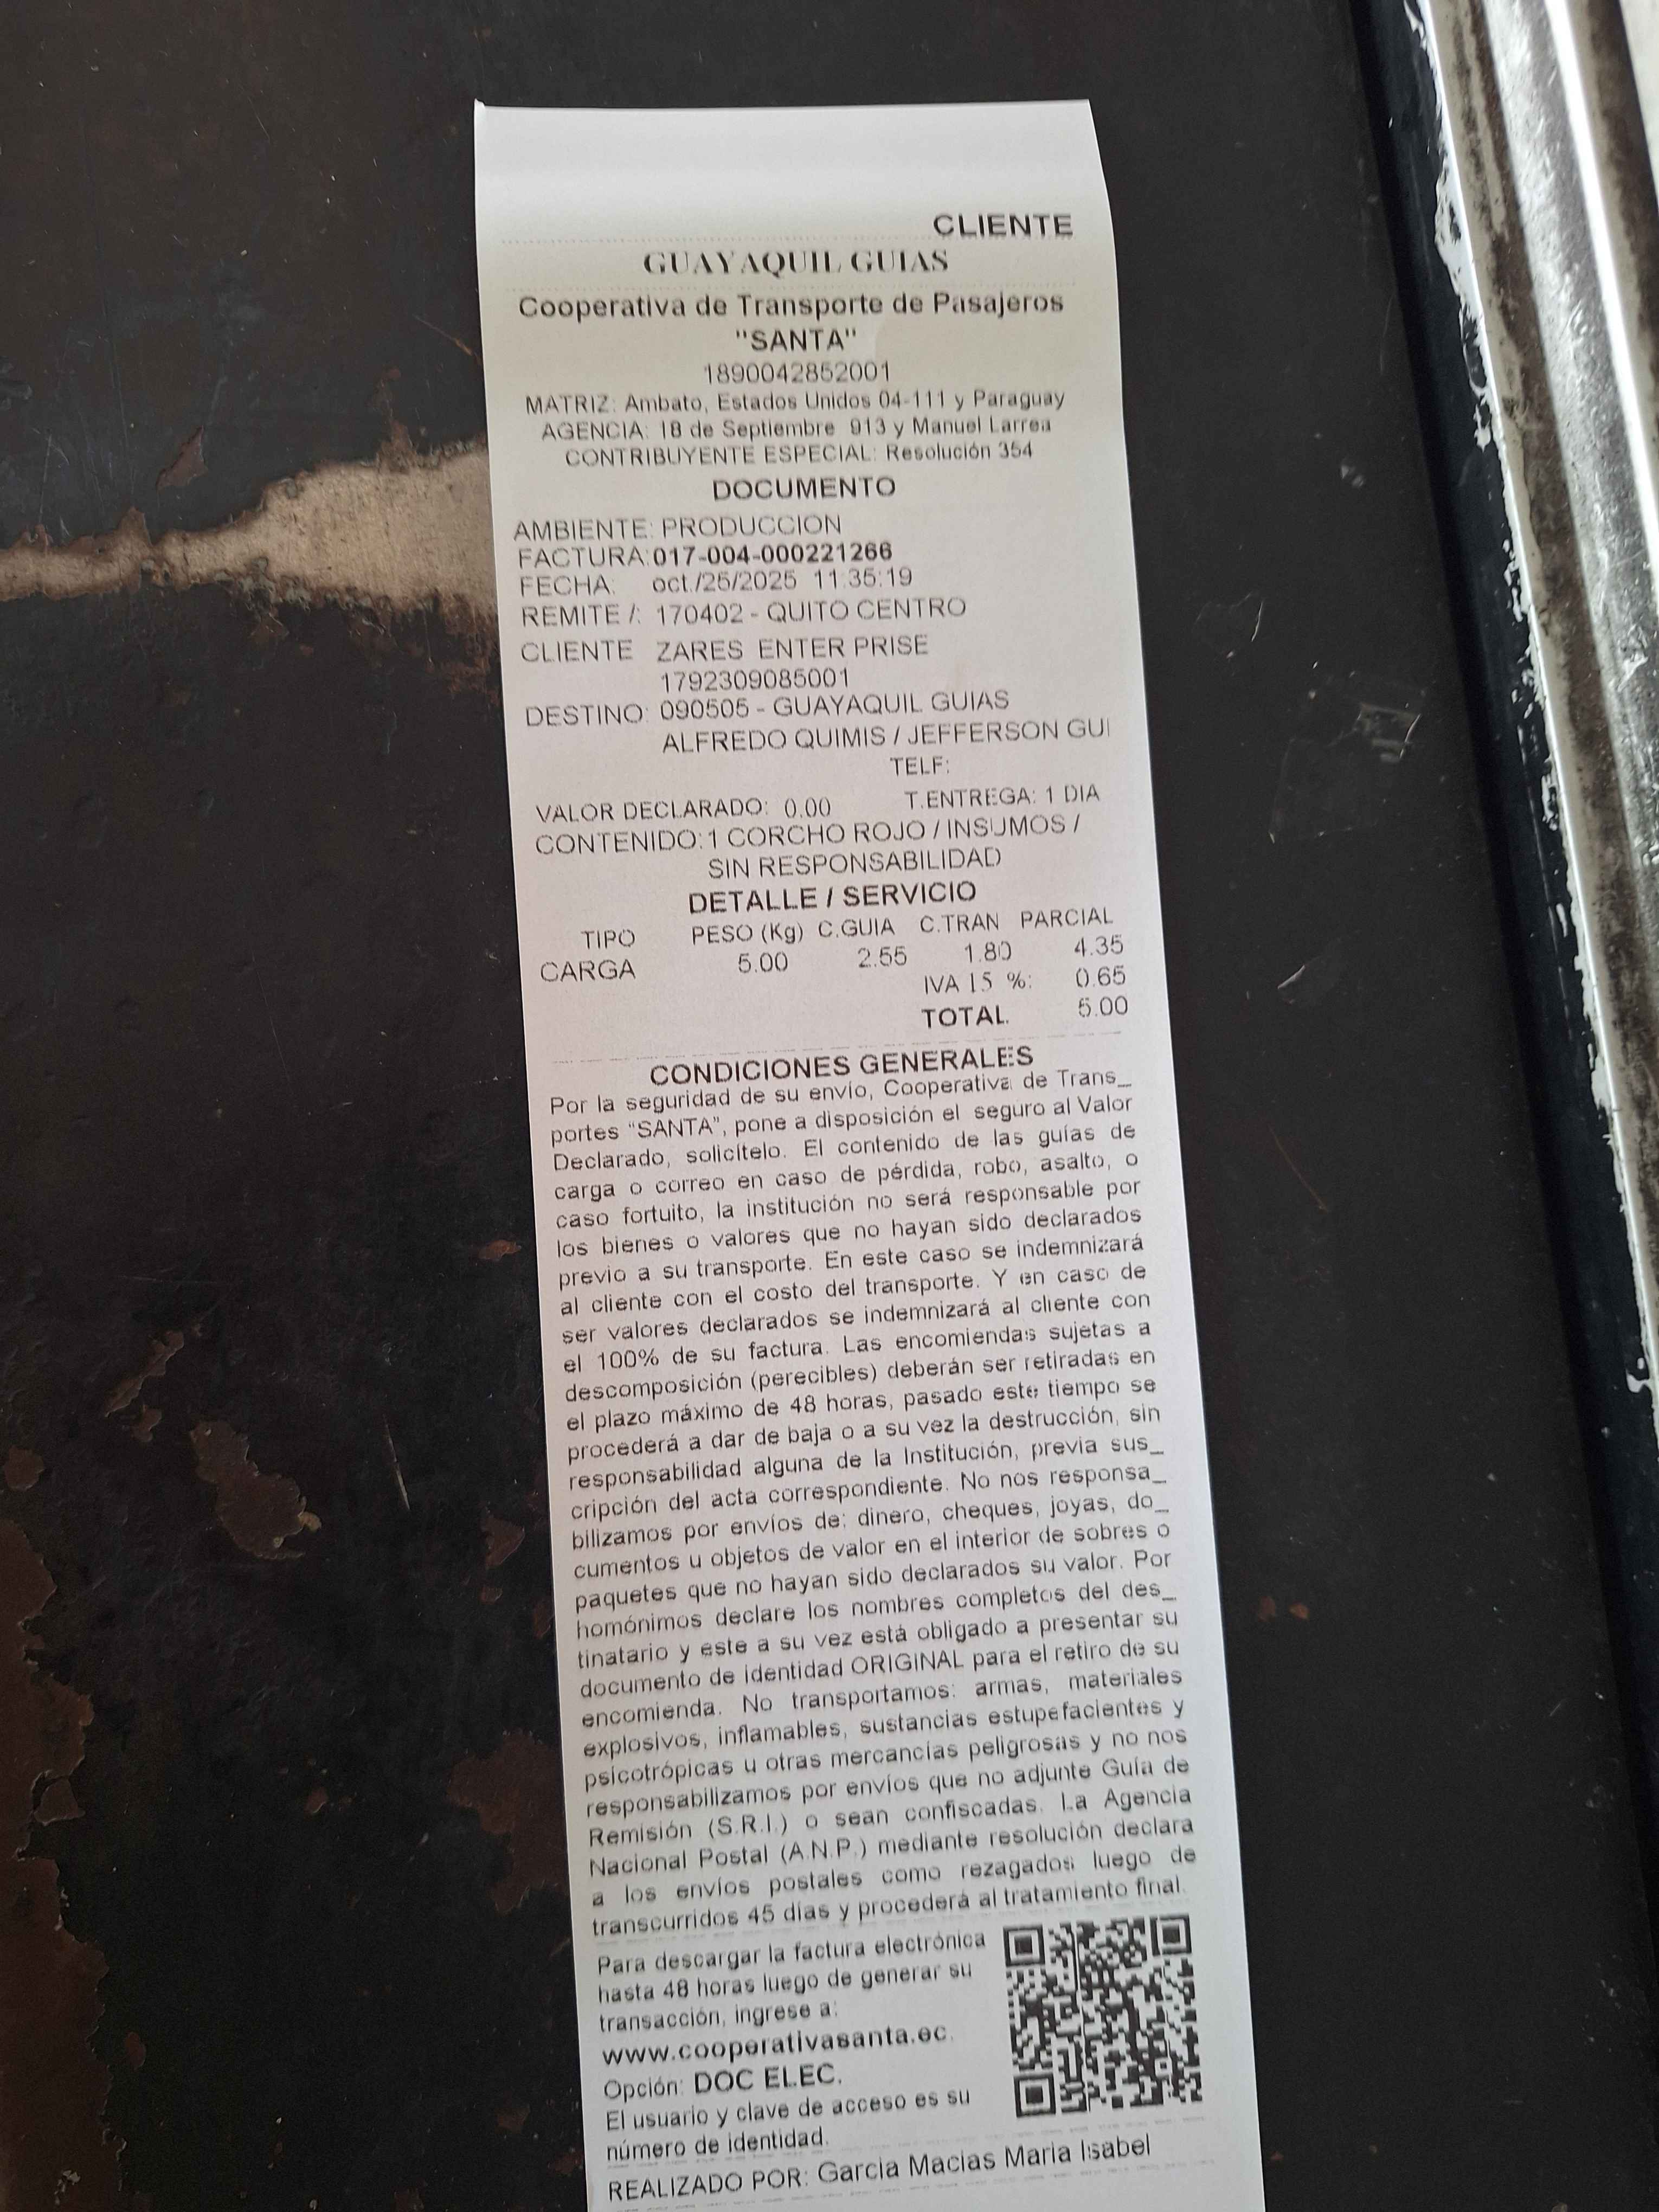 CLIENTE
GUAYAQUIL GUIAS
Cooperativa de Transporte de Pasajeros
"SANTA"
1890042852001
MATRIZ: Ambato, Estados Unidos 04-111 y Paraguay
AGENCIA: 18 de Septiembre 913 y Manuel Larrea
CONTRIBUYENTE ESPECIAL: Resolución 354
DOCUMENTO
AMBIENTE: PRODUCCION
FACTURA: 017-004-000221266
FECHA: oct./25/2025 11:35:19
REMITE /: 170402 - QUITO CENTRO
CLIENTE ZARES ENTER PRISE
1792309085001
DESTINO: 090505 - GUAYAQUIL GUIAS
ALFREDO QUIMIS / JEFFERSON GUI
TELF:
VALOR DECLARADO: 0.00 T.ENTREGA: 1 DIA
CONTENIDO: 1 CORCHO ROJO / INSUMOS /
SIN RESPONSABILIDAD
DETALLE / SERVICIO
TIPO PESO (Kg) C.GUIA C.TRAN PARCIAL
CARGA 5.00 2.55 1.80 4.35
IVA 15 %: 0.65
TOTAL. 5.00
CONDICIONES GENERALES
Por la seguridad de su envío, Cooperativa de Trans_
portes “SANTA”, pone a disposición el seguro al Valor
Declarado, solicítelo. El contenido de las guías de
carga o correo en caso de pérdida, robo, asalto, o
caso fortuito, la institución no será responsable por
los bienes o valores que no hayan sido declarados
previo a su transporte. En este caso se indemnizará
al cliente con el costo del transporte. Y en caso de
ser valores declarados se indemnizará al cliente con
el 100% de su factura. Las encomiendas sujetas a
descomposición (perecibles) deberán ser retiradas en
el plazo máximo de 48 horas, pasado este tiempo se
procederá a dar de baja o a su vez la destrucción, sin
responsabilidad alguna de la Institución, previa sus_
cripción del acta correspondiente. No nos responsa_
bilizamos por envíos de: dinero, cheques, joyas, do_
cumentos u objetos de valor en el interior de sobres o
paquetes que no hayan sido declarados su valor. Por
homónimos declare los nombres completos del des_
tinatario y este a su vez está obligado a presentar su
documento de identidad ORIGINAL para el retiro de su
encomienda. No transportamos: armas, materiales
explosivos, inflamables, sustancias estupefacientes y
psicotrópicas u otras mercancías peligrosas y no nos
responsabilizamos por envíos que no adjunte Guía de
Remisión (S.R.I.) o sean confiscadas. La Agencia
Nacional Postal (A.N.P.) mediante resolución declara
a los envíos postales como rezagados luego de
transcurridos 45 días y procederá al tratamiento final.
Para descargar la factura electrónica
hasta 48 horas luego de generar su
transacción, ingrese a:
www.cooperativasanta.ec.
Opción: DOC ELEC.
El usuario y clave de acceso es su
número de identidad.
REALIZADO POR: Garcia Macias Maria Isabel